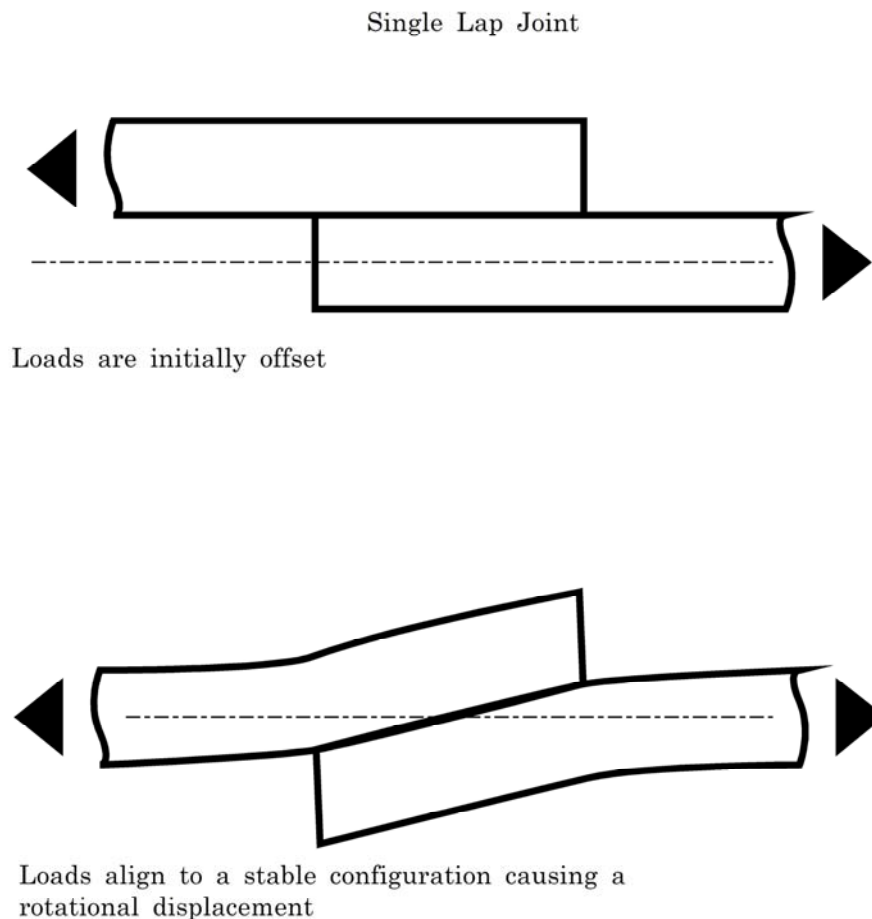 Single Lap Joint
Loads are initially offset
Loads align to a stable configuration causing a
rotational displacement